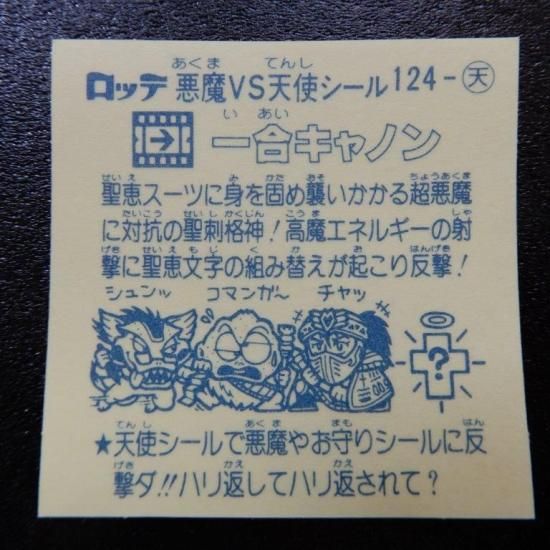 ロッテ 悪魔VS天使シール 124-天
一合キャノン
聖恵スーツに身を固め襲いかかる超悪魔
に対抗の聖刺格神!高魔エネルギーの射
撃に聖恵文字の組み替えが起こり反撃!
シュンッ コマンガ〜 チャッ
?
★天使シールで悪魔やお守りシールに反
撃ダ!!ハリ返してハリ返されて?